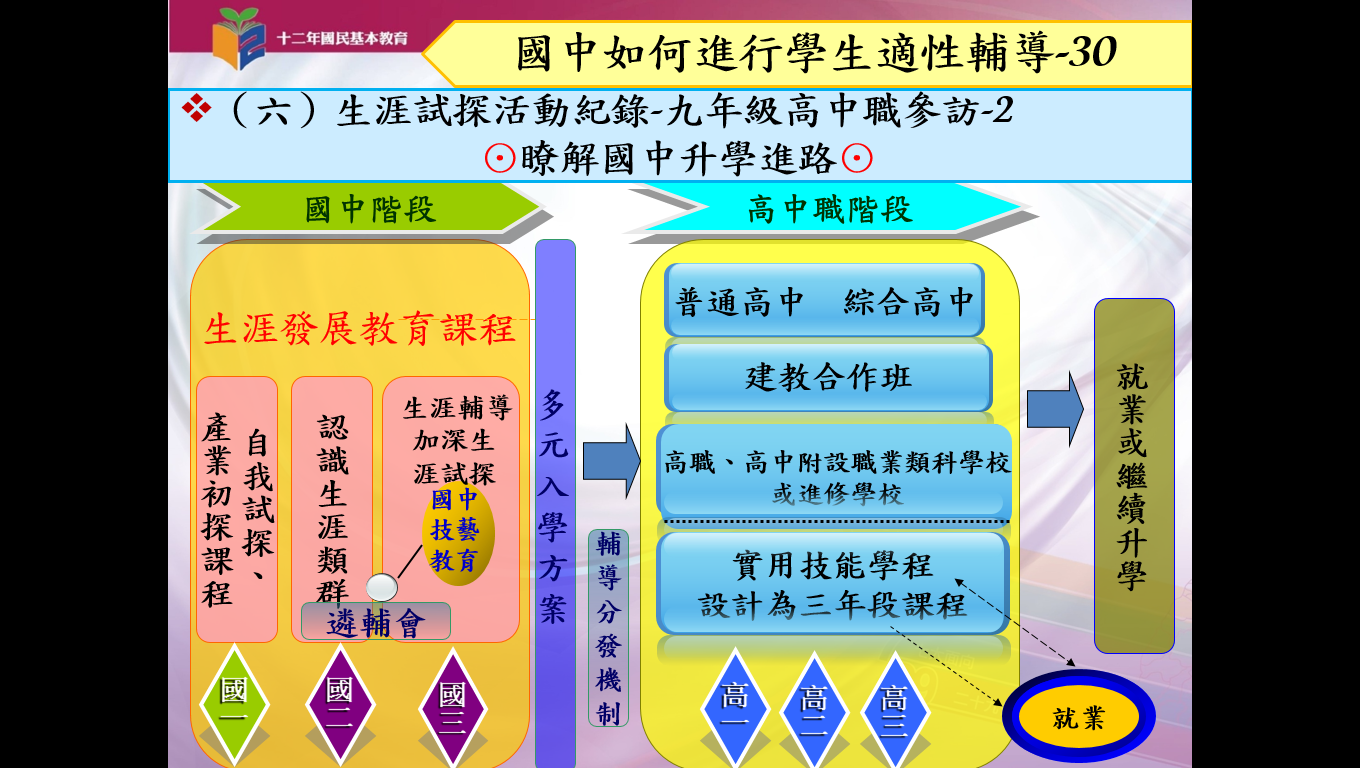 十二年國民基本教育
國中如何進行學生適性輔導-30
（六）生涯試探活動紀錄-九年級高中職參訪-2
⊙瞭解國中升學進路⊙
國中階段
高中職階段
生涯發展教育課程
自我試探、
產業初探課程
認識生涯類群
生涯輔導
加深生
涯試探
國中
技藝
教育
遴輔會
國一
國二
國三
多元入學方案
輔導分發機制
普通高中　綜合高中
建教合作班
高職、高中附設職業類科學校
或進修學校
實用技能學程
設計為三年段課程
高一
高二
高三
就業或繼續升學
就業